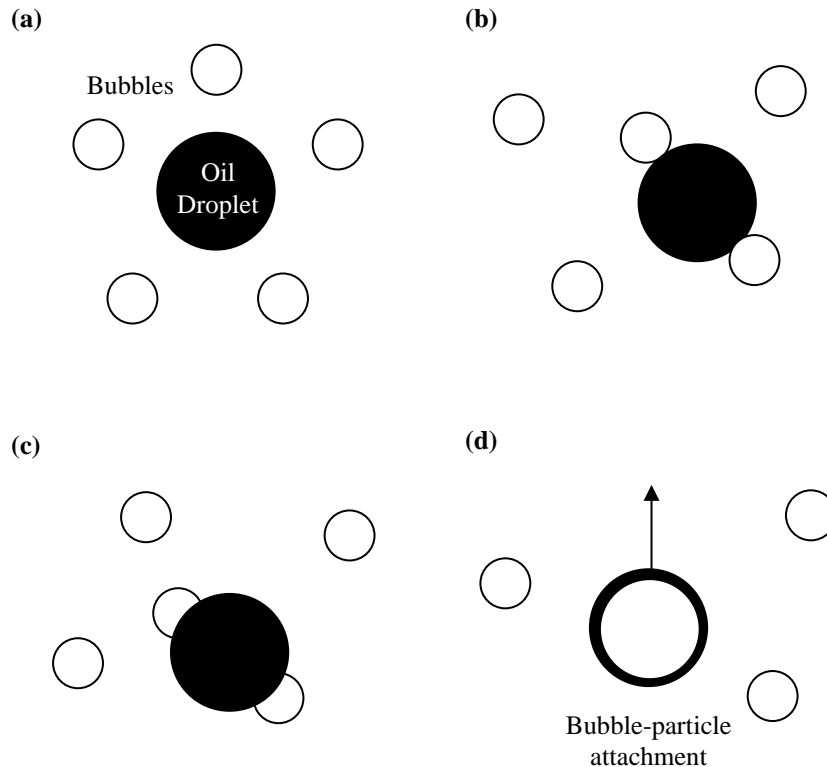 (a)
Bubbles
Oil
Droplet
(b)
(c)
(d)
Bubble-particle
attachment